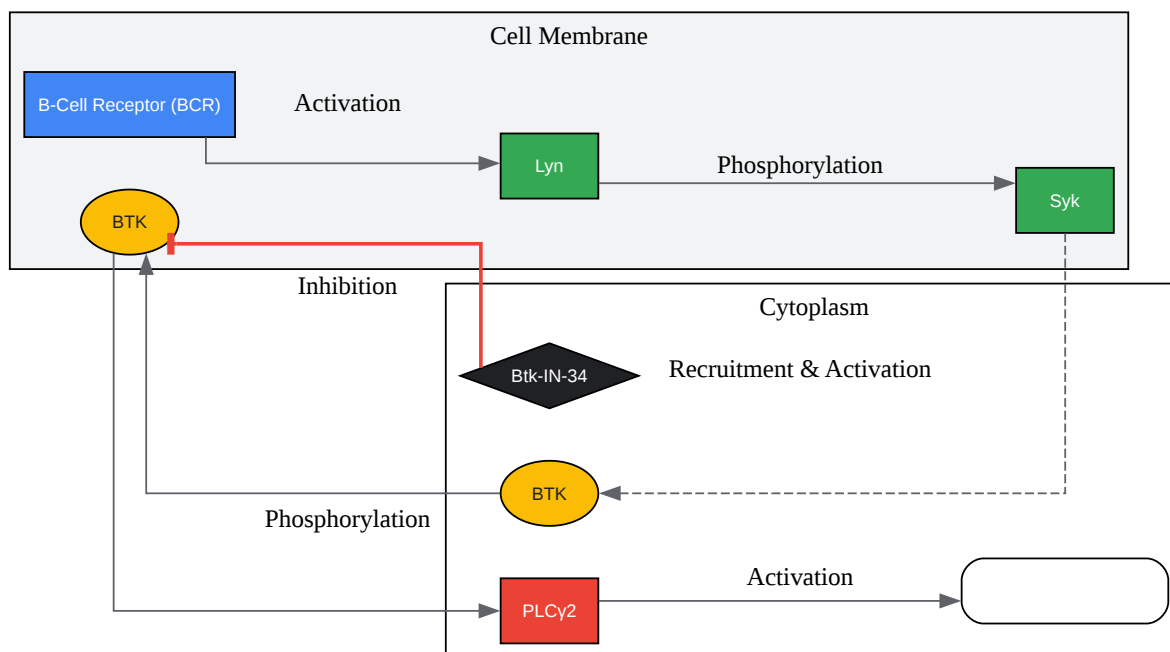 Cell Membrane
B-Cell Receptor (BCR)
Activation
Lyn
Phosphorylation
Syk
BTK
Inhibition
Cytoplasm
Btk-IN-34
Recruitment & Activation
BTK
Phosphorylation
PLCγ2
Activation